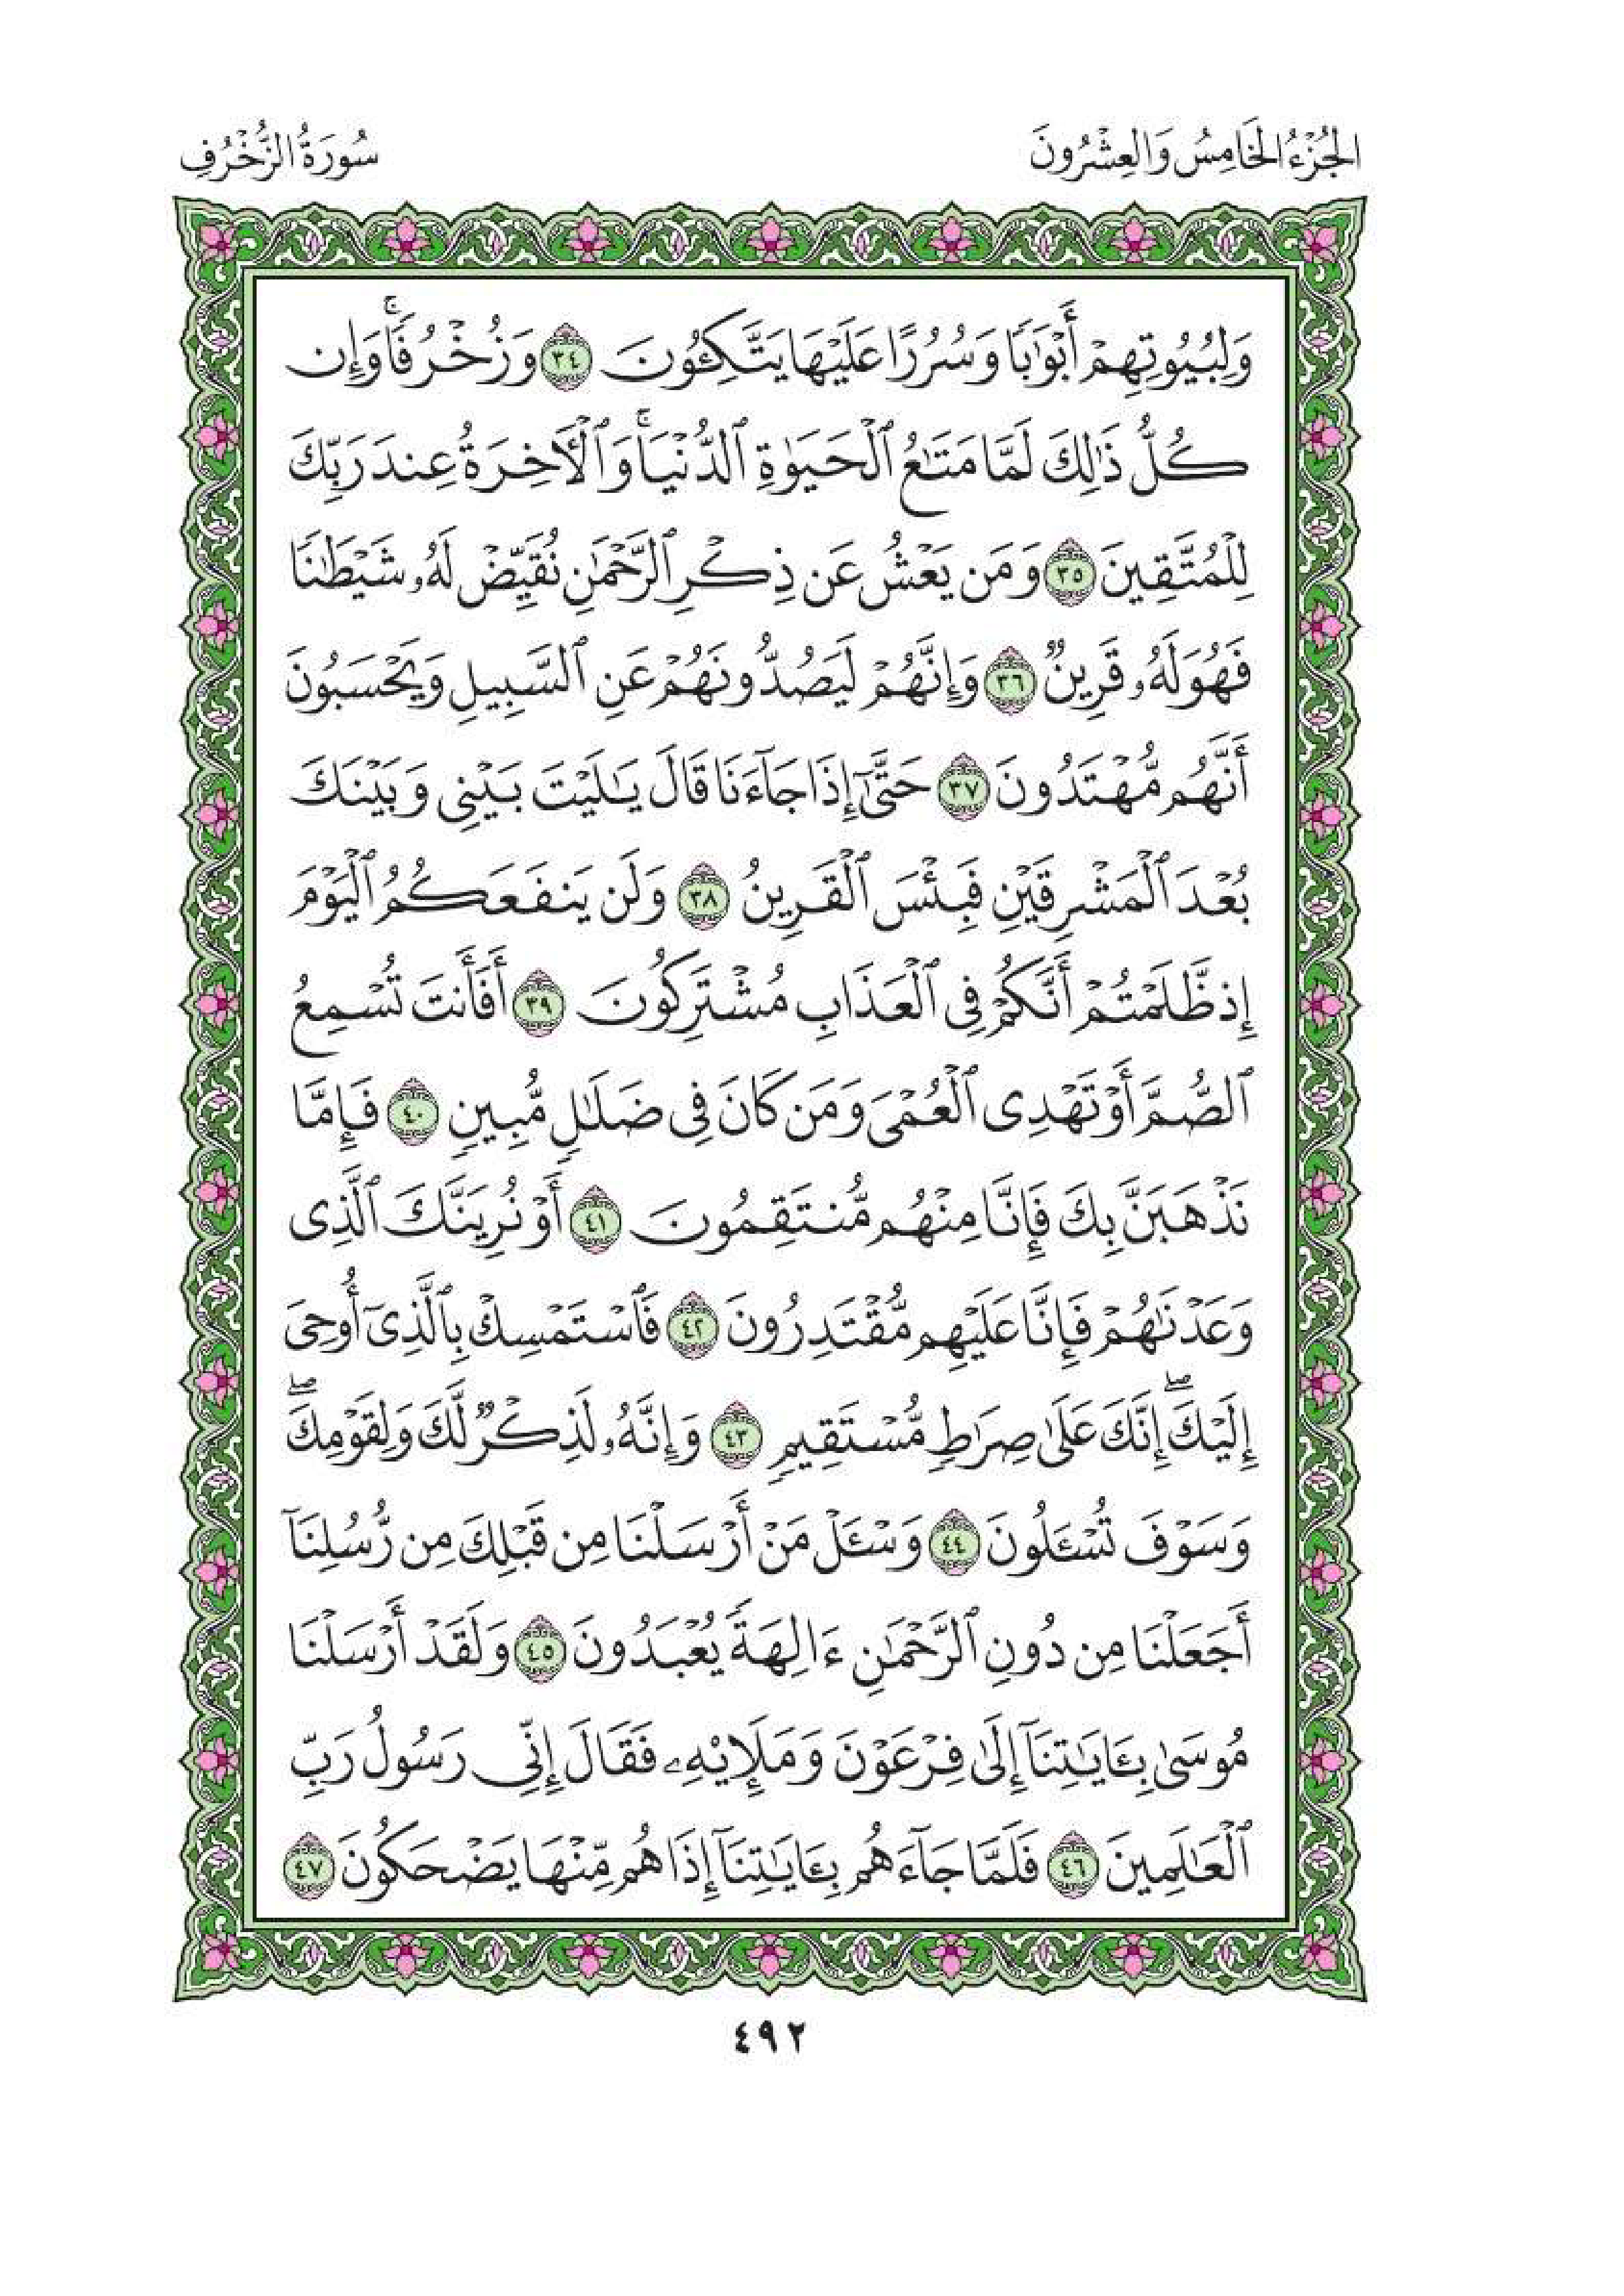 الجُزْءُ الخَامِسُ وَالعِشْرُونَ
سُورَةُ الزُّخْرُفِ
وَلِبُيُوتِهِمْ أَبْوَٰبًا وَسُرُرًا عَلَيْهَا يَتَّكِـُٔونَ ٣٤ وَزُخْرُفًاۚ وَإِن
كُلُّ ذَٰلِكَ لَمَّا مَتَـٰعُ ٱلْحَيَوٰةِ ٱلدُّنْيَاۚ وَٱلْـَٔاخِرَةُ عِندَ رَبِّكَ
لِلْمُتَّقِينَ ٣٥ وَمَن يَعْشُ عَن ذِكْرِ ٱلرَّحْمَـٰنِ نُقَيِّضْ لَهُۥ شَيْطَـٰنًا
فَهُوَ لَهُۥ قَرِينٌ ٣٦ وَإِنَّهُمْ لَيَصُدُّونَهُمْ عَنِ ٱلسَّبِيلِ وَيَحْسَبُونَ
أَنَّهُم مُّهْتَدُونَ ٣٧ حَتَّىٰٓ إِذَا جَآءَنَا قَالَ يَـٰلَيْتَ بَيْنِى وَبَيْنَكَ
بُعْدَ ٱلْمَشْرِقَيْنِ فَبِئْسَ ٱلْقَرِينُ ٣٨ وَلَن يَنفَعَكُمُ ٱلْيَوْمَ
إِذ ظَّلَمْتُمْ أَنَّكُمْ فِى ٱلْعَذَابِ مُشْتَرِكُونَ ٣٩ أَفَأَنتَ تُسْمِعُ
ٱلصُّمَّ أَوْ تَهْدِى ٱلْعُمْىَ وَمَن كَانَ فِى ضَلَـٰلٍ مُّبِينٍ ٤٠ فَإِمَّا
نَذْهَبَنَّ بِكَ فَإِنَّا مِنْهُم مُّنتَقِمُونَ ٤١ أَوْ نُرِيَنَّكَ ٱلَّذِى
وَعَدْنَـٰهُمْ فَإِنَّا عَلَيْهِم مُّقْتَدِرُونَ ٤٢ فَٱسْتَمْسِكْ بِٱلَّذِىٓ أُوحِىَ
إِلَيْكَۖ إِنَّكَ عَلَىٰ صِرَٰطٍ مُّسْتَقِيمٍ ٤٣ وَإِنَّهُۥ لَذِكْرٌ لَّكَ وَلِقَوْمِكَۖ
وَسَوْفَ تُسْـَٔلُونَ ٤٤ وَسْـَٔلْ مَنْ أَرْسَلْنَا مِن قَبْلِكَ مِن رُّسُلِنَآ
أَجَعَلْنَا مِن دُونِ ٱلرَّحْمَـٰنِ ءَالِهَةً يُعْبَدُونَ ٤٥ وَلَقَدْ أَرْسَلْنَا
مُوسَىٰ بِـَٔايَـٰتِنَآ إِلَىٰ فِرْعَوْنَ وَمَلَإِي۟هِۦ فَقَالَ إِنِّى رَسُولُ رَبِّ
ٱلْعَـٰلَمِينَ ٤٦ فَلَمَّا جَآءَهُم بِـَٔايَـٰتِنَآ إِذَا هُم مِّنْهَا يَضْحَكُونَ ٤٧
٤٩٢